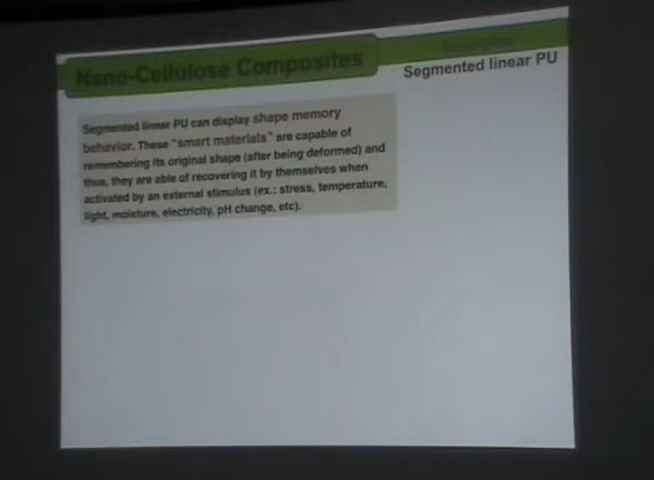 Nano-Cellulose Composites
Segmented linear PU
Segmented linear PU can display shape memory
behavior. These "smart materials" are capable of
remembering its original shape (after being deformed) and
thus, they are able of recovering it by themselves when
activated by an external stimulus (ex.: stress, temperature,
light, moisture, electricity, pH change, etc).